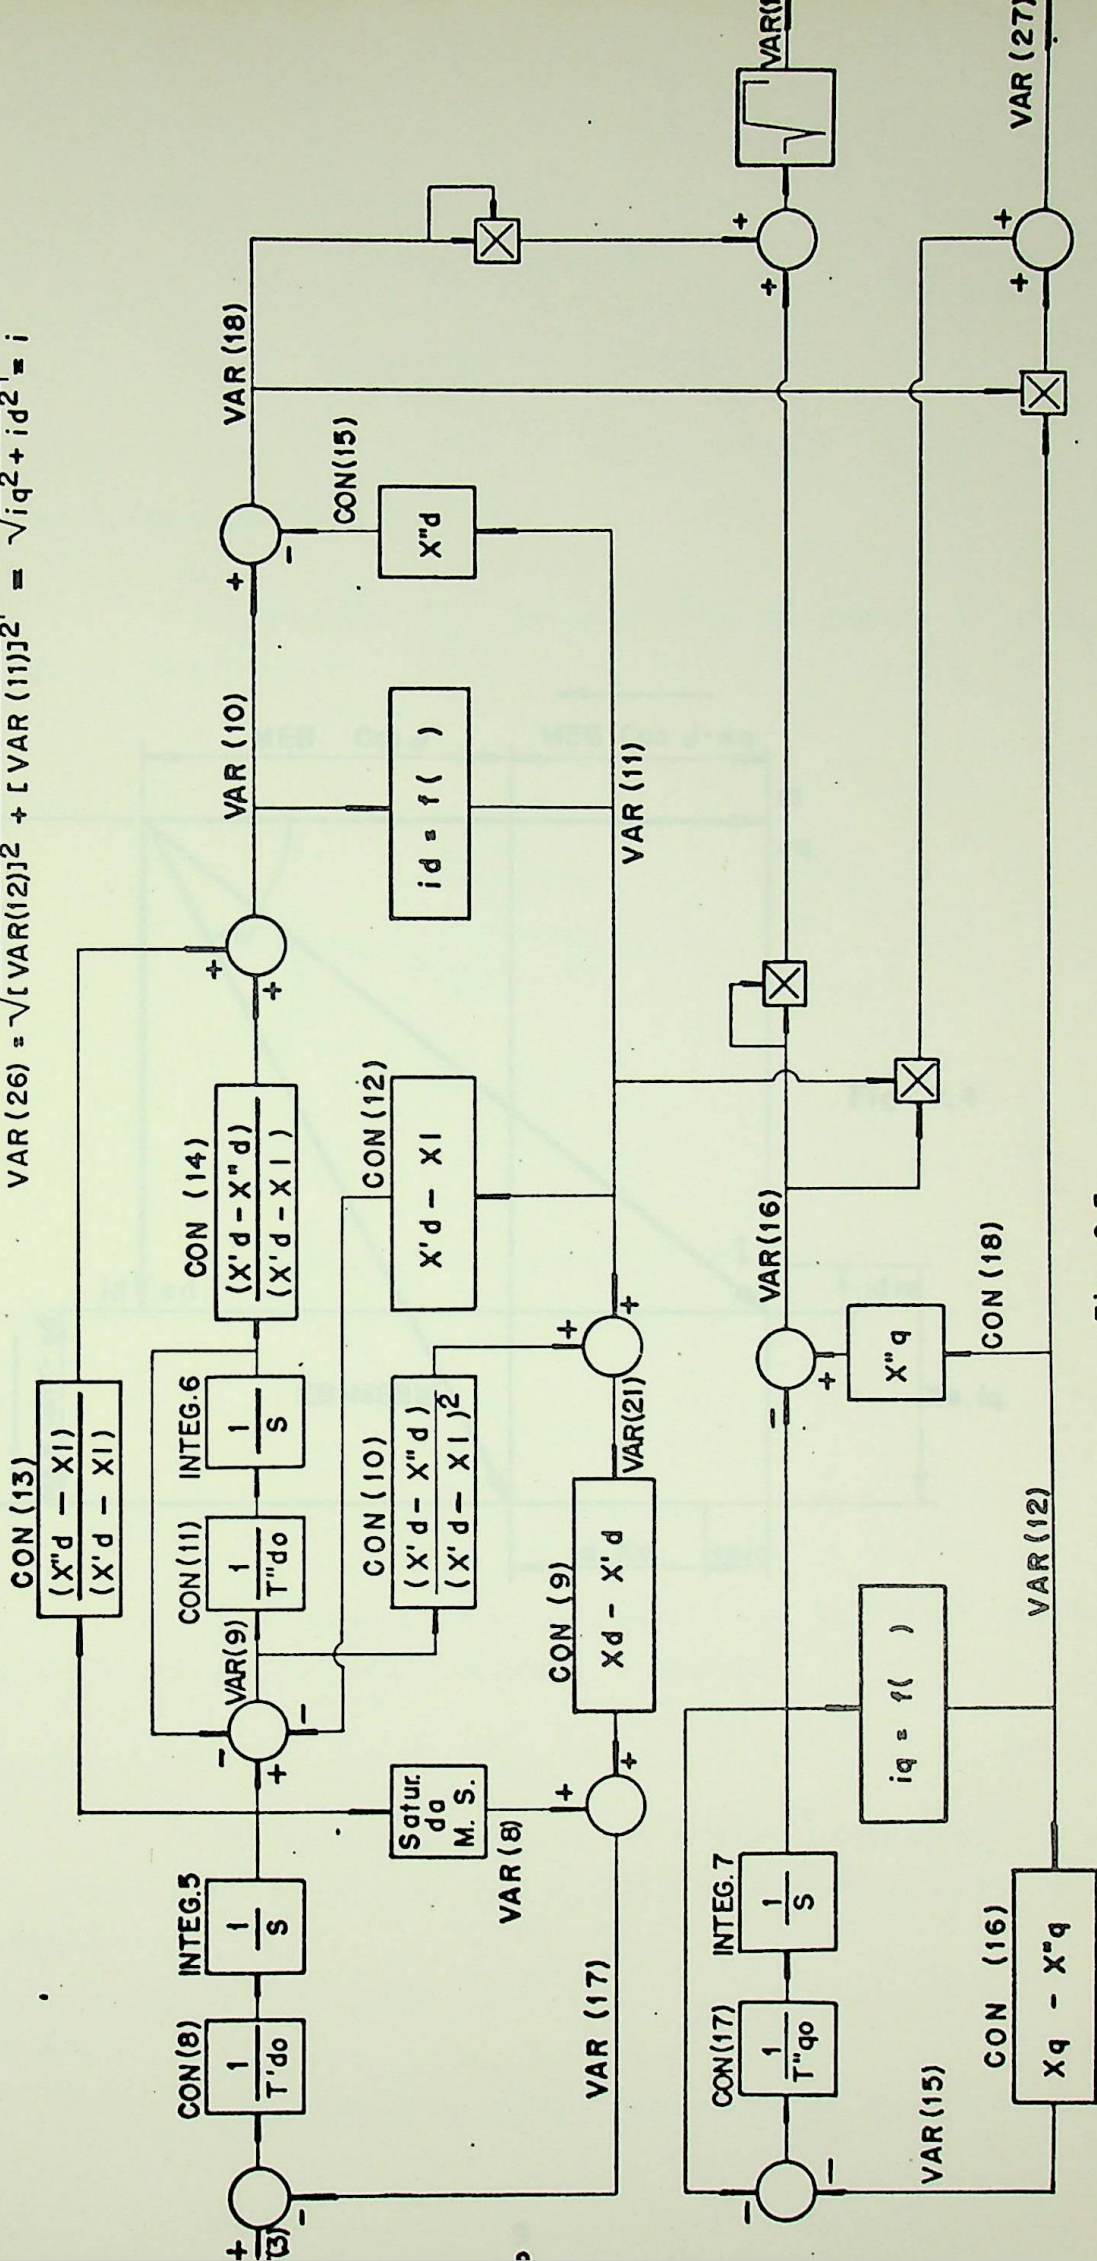 VAR (26) = √[VAR(12)]² + [VAR (11)]² = √iq² + id² = i
CON (13)
(X"d - Xl)
(X'd - Xl)
VAR (18)
VAR (10)
CON (14)
(X'd - X"d)
(X'd - Xl)
INTEG.6
1
S
CON(11)
1
T"do
VAR(9)
INTEG.5
1
S
CON(8)
1
T'do
+
(3)
-
+
-
-
+
+
+
-
CON(15)
X"d
id = f( )
CON (12)
X'd - Xl
CON (10)
(X'd - X"d)
(X'd - Xl)²
Satur.
da
M. S.
VAR (8)
VAR (11)
+
+
VAR(21)
CON (9)
Xd - X'd
+
+
VAR (17)
VAR(
√
+
+
VAR(16)
+
-
X"q
CON (18)
INTEG.7
1
S
CON(17)
1
T"qo
-
-
iq = f( )
VAR (27)
+
+
VAR (12)
CON (16)
Xq - X"q
VAR(15)